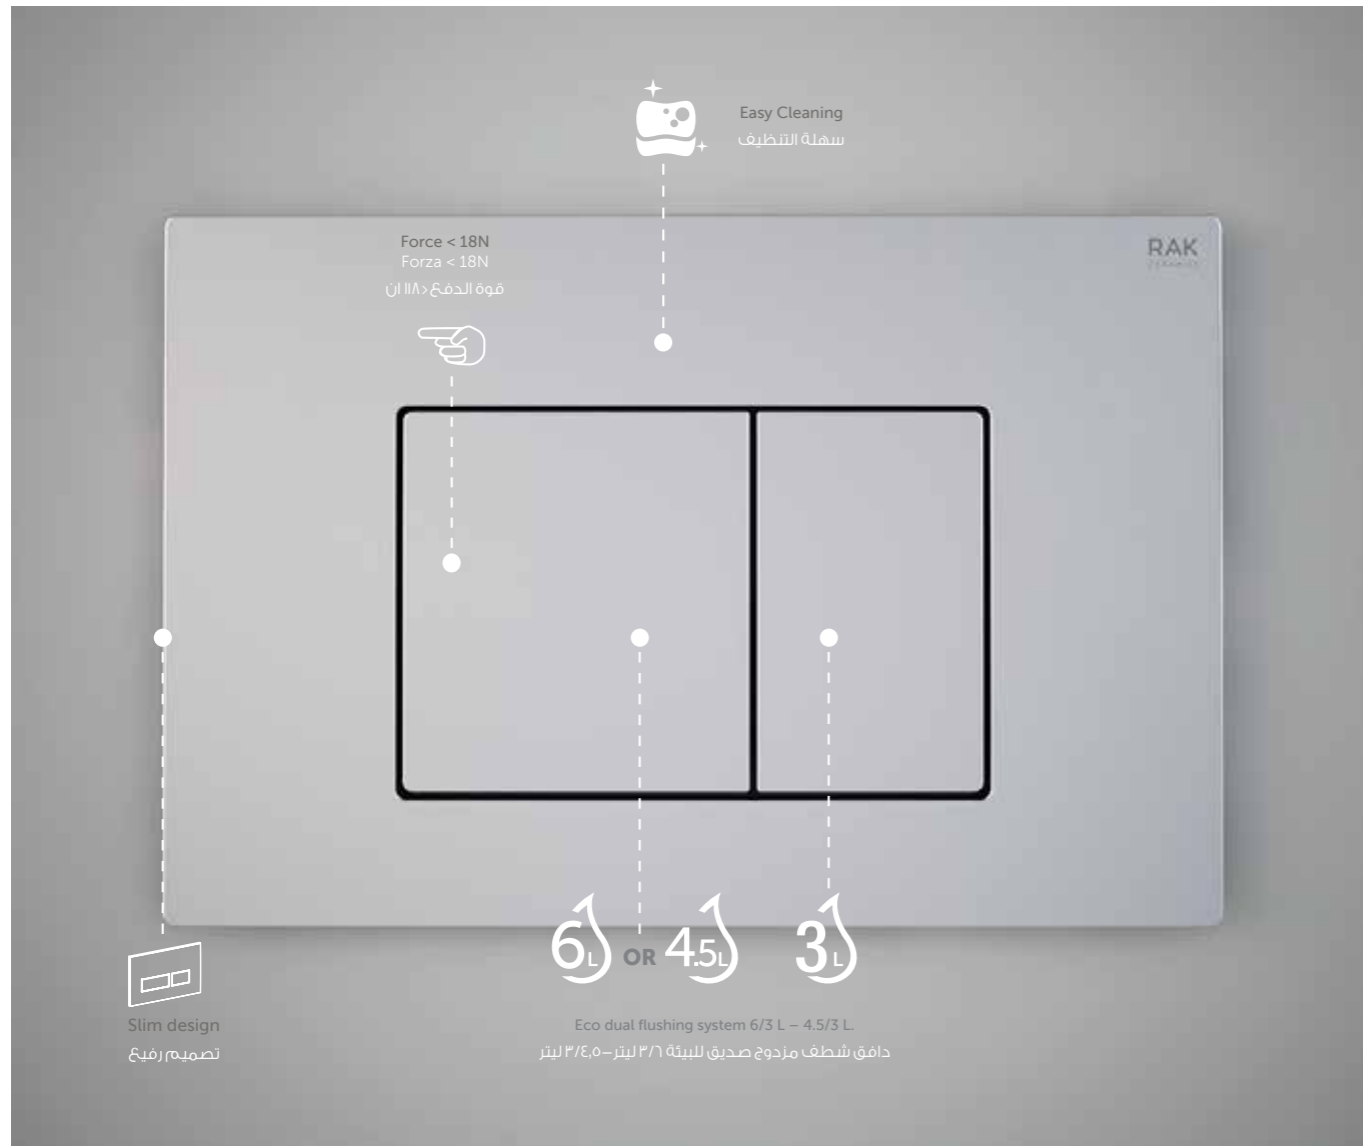 Easy Cleaning
سهلة التنظيف
Force < 18N
Forza < 18N
قوة الدفع <١١٨ ان
RAK
CERAMICS
6L OR 4.5L 3L
Slim design
تصميم رفيع
Eco dual flushing system 6/3 L – 4.5/3 L.
دافق شطف مزدوج صديق للبيئة ٣/٦ ليتر–٣/٤,٥ ليتر